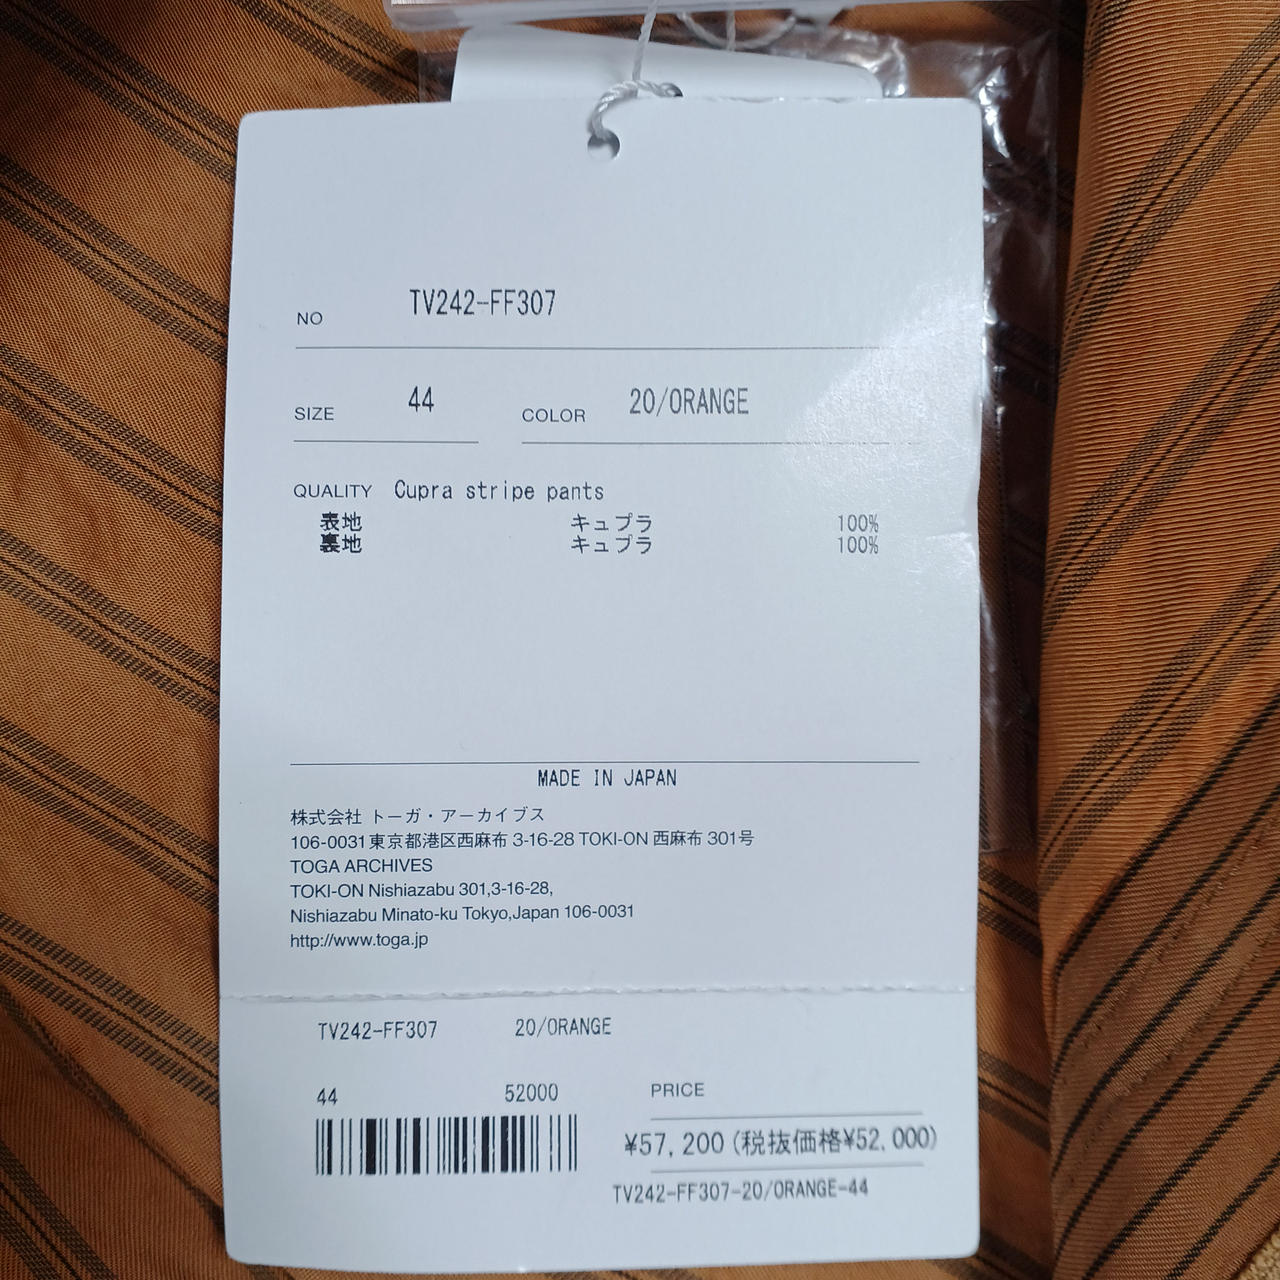 NO TV242-FF307
SIZE 44 COLOR 20/ORANGE
QUALITY Cupra stripe pants
表地 キュプラ 100%
裏地 キュプラ 100%
MADE IN JAPAN
株式会社 トーガ・アーカイブス
106-0031東京都港区西麻布 3-16-28 TOKI-ON 西麻布 301号
TOGA ARCHIVES
TOKI-ON Nishiazabu 301,3-16-28,
Nishiazabu Minato-ku Tokyo,Japan 106-0031
http://www.toga.jp
TV242-FF307 20/ORANGE
44 52000 PRICE
¥57,200(税抜価格¥52,000)
TV242-FF307-20/ORANGE-44